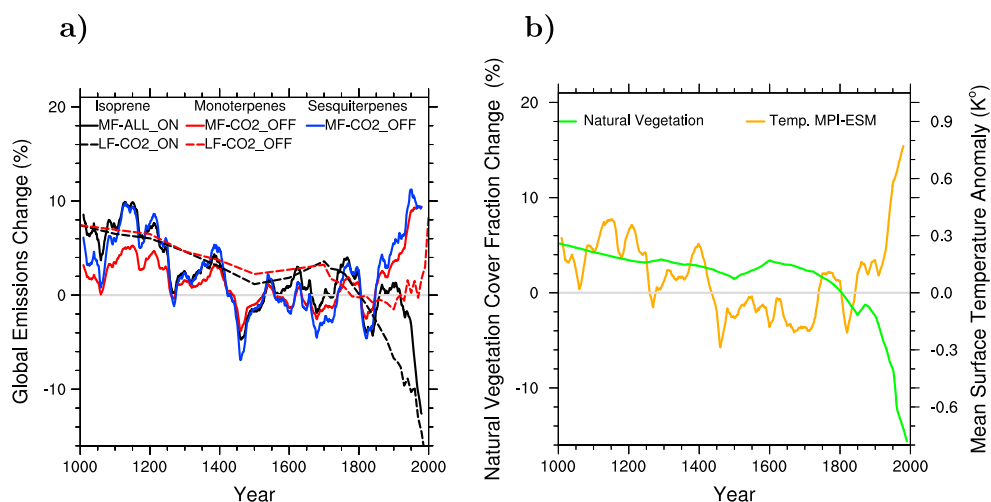 a)
Global Emissions Change (%)
20
10
0
-10
Isoprene Monoterpenes Sesquiterpenes
MF-ALL_ON MF-CO2_OFF MF-CO2_OFF
LF-CO2_ON LF-CO2_OFF
1000 1200 1400 1600 1800 2000
Year
b)
Natural Vegetation Cover Fraction Change (%)
20
10
0
-10
Natural Vegetation Temp. MPI-ESM
0.9
0.6
0.3
0.0
-0.3
-0.6
Mean Surface Temperature Anomaly (K°)
1000 1200 1400 1600 1800 2000
Year